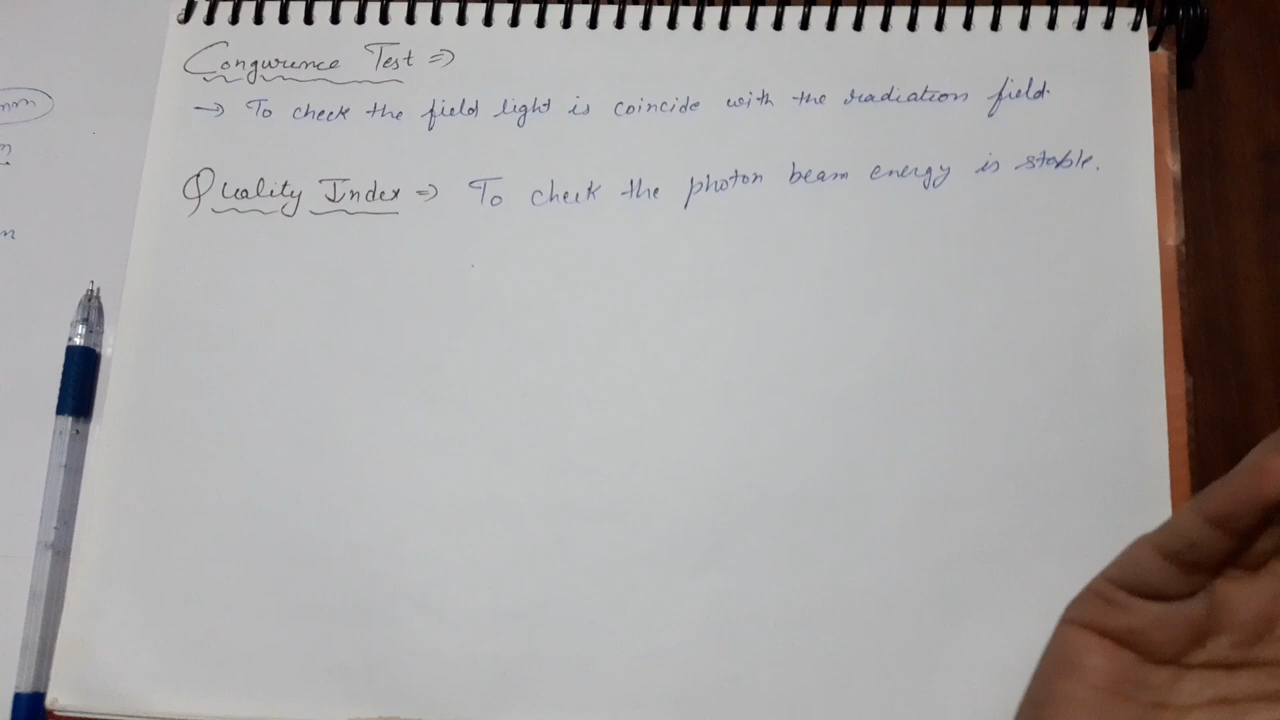 Congurence Test =>
→ To check the field light is coincide with the radiation field.
Quality Index => To check the photon beam energy is stable.